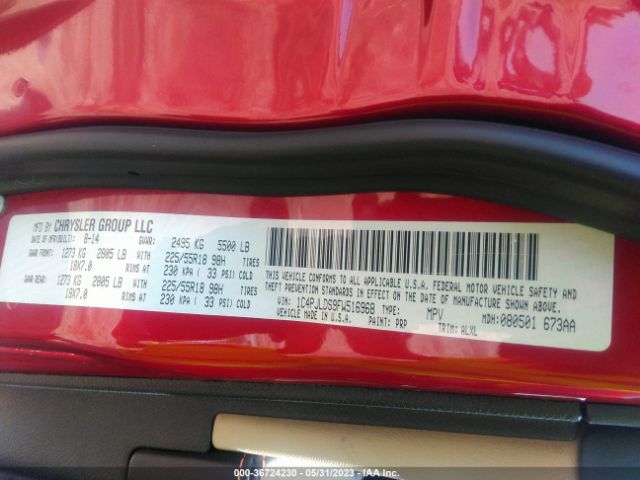 MFD BY CHRYSLER GROUP LLC
DATE OF MFR(BUILT): 8-14 GVWR: 2495 KG 5500 LB
GAWR FRONT: 1273 KG 2805 LB WITH 225/55R18 98H TIRES
18X7.0 RIMS AT 230 KPA ( 33 PSI) COLD
GAWR REAR: 1273 KG 2805 LB WITH 225/55R18 98H TIRES
18X7.0 RIMS AT 230 KPA ( 33 PSI) COLD
THIS VEHICLE CONFORMS TO ALL APPLICABLE U.S.A. FEDERAL MOTOR VEHICLE SAFETY AND
THEFT PREVENTION STANDARDS IN EFFECT ON THE DATE OF MANUFACTURE SHOWN ABOVE.
VIN: 1C4PJLDS9FW516968 TYPE: MPV MDH: 080501 673AA
VEHICLE MADE IN U.S.A. PAINT: PRP TRIM: ALXL
000-36724230 - 05/31/2023 - IAA Inc.